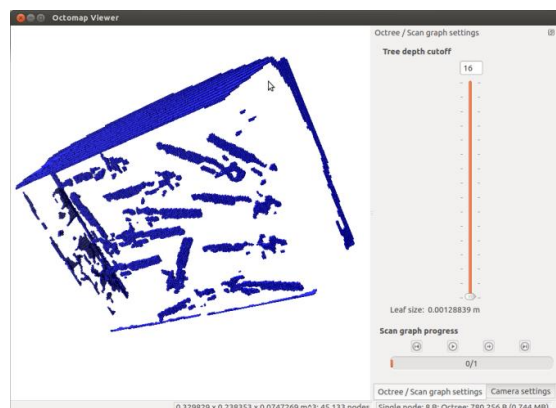 Octomap Viewer
Octree / Scan graph settings
Tree depth cutoff
16
Leaf size: 0.00128839 m
Scan graph progress
0/1
Octree / Scan graph settings Camera settings
0.329829 x 0.238353 x 0.0747269 m^3; 45,133 nodes Single node: 8 B; Octree: 780,256 B (0.744 MB)